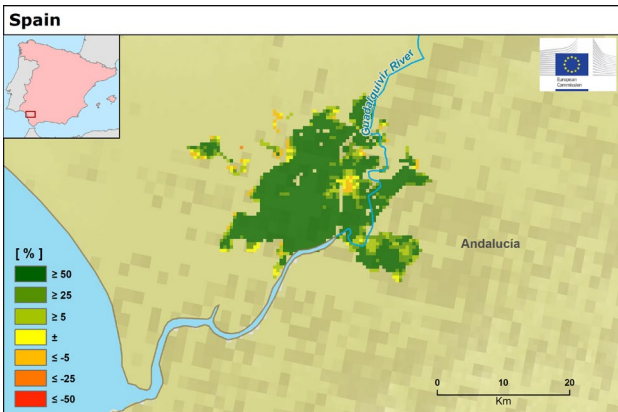 Spain
European
Commission
Guadalquivir River
Andalucía
[ % ]
≥ 50
≥ 25
≥ 5
±
≤ -5
≤ -25
≤ -50
0 10 20
Km